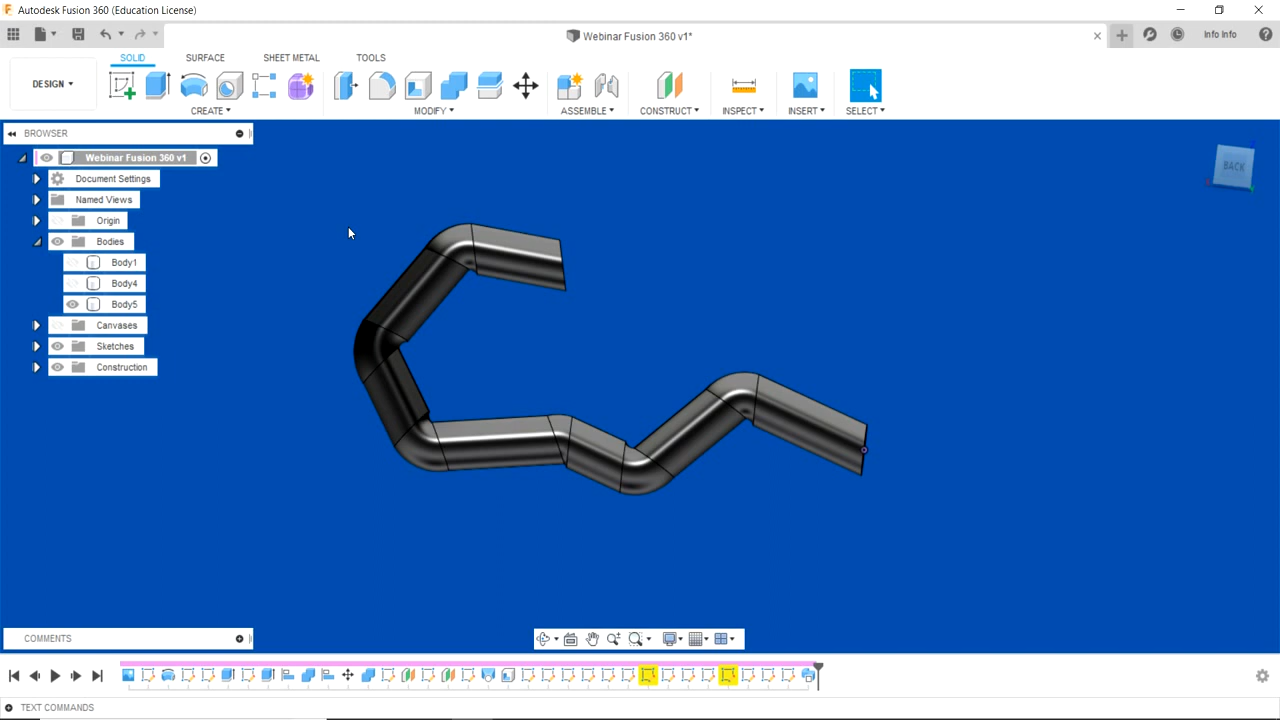 Autodesk Fusion 360 (Education License)
Webinar Fusion 360 v1*
Info Info
DESIGN
SOLID SURFACE SHEET METAL TOOLS
CREATE MODIFY ASSEMBLE CONSTRUCT INSPECT INSERT SELECT
BROWSER
Webinar Fusion 360 v1
Document Settings
Named Views
Origin
Bodies
Body1
Body4
Body5
Canvases
Sketches
Construction
BACK
COMMENTS
TEXT COMMANDS